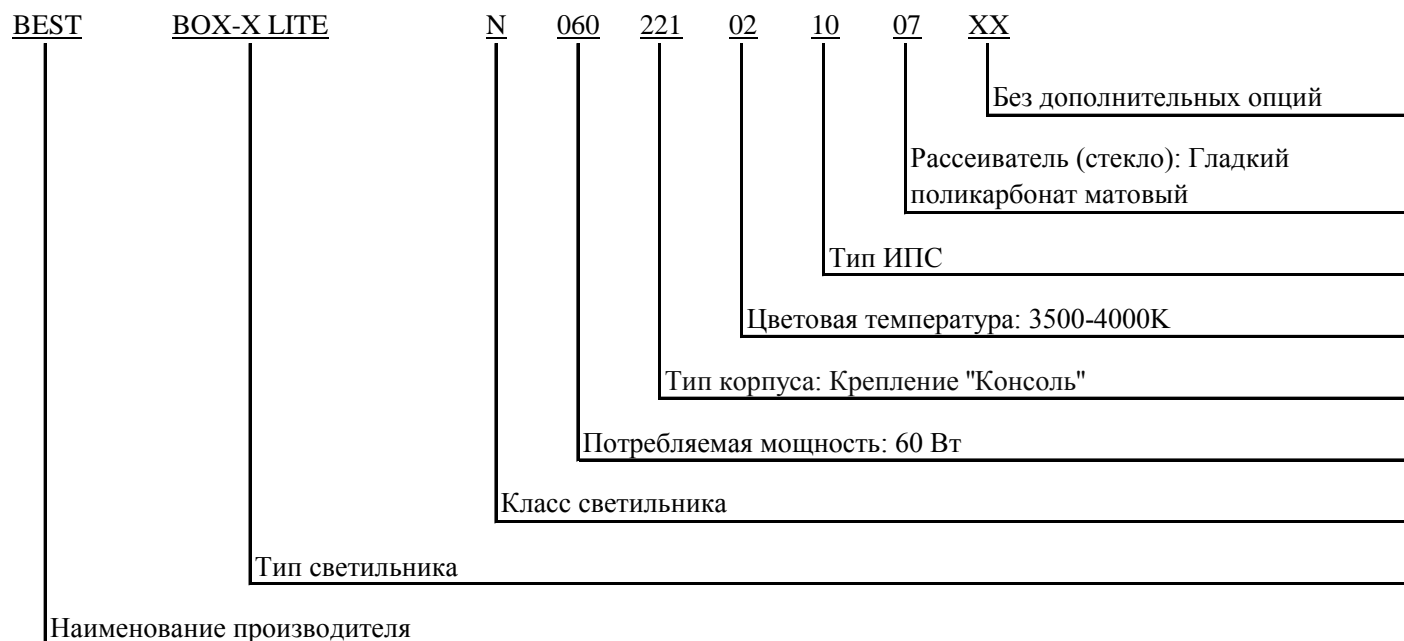 BEST BOX-X LITE N 060 221 02 10 07 XX
Без дополнительных опций
Рассеиватель (стекло): Гладкий
поликарбонат матовый
Тип ИПС
Цветовая температура: 3500-4000K
Тип корпуса: Крепление "Консоль"
Потребляемая мощность: 60 Вт
Класс светильника
Тип светильника
Наименование производителя